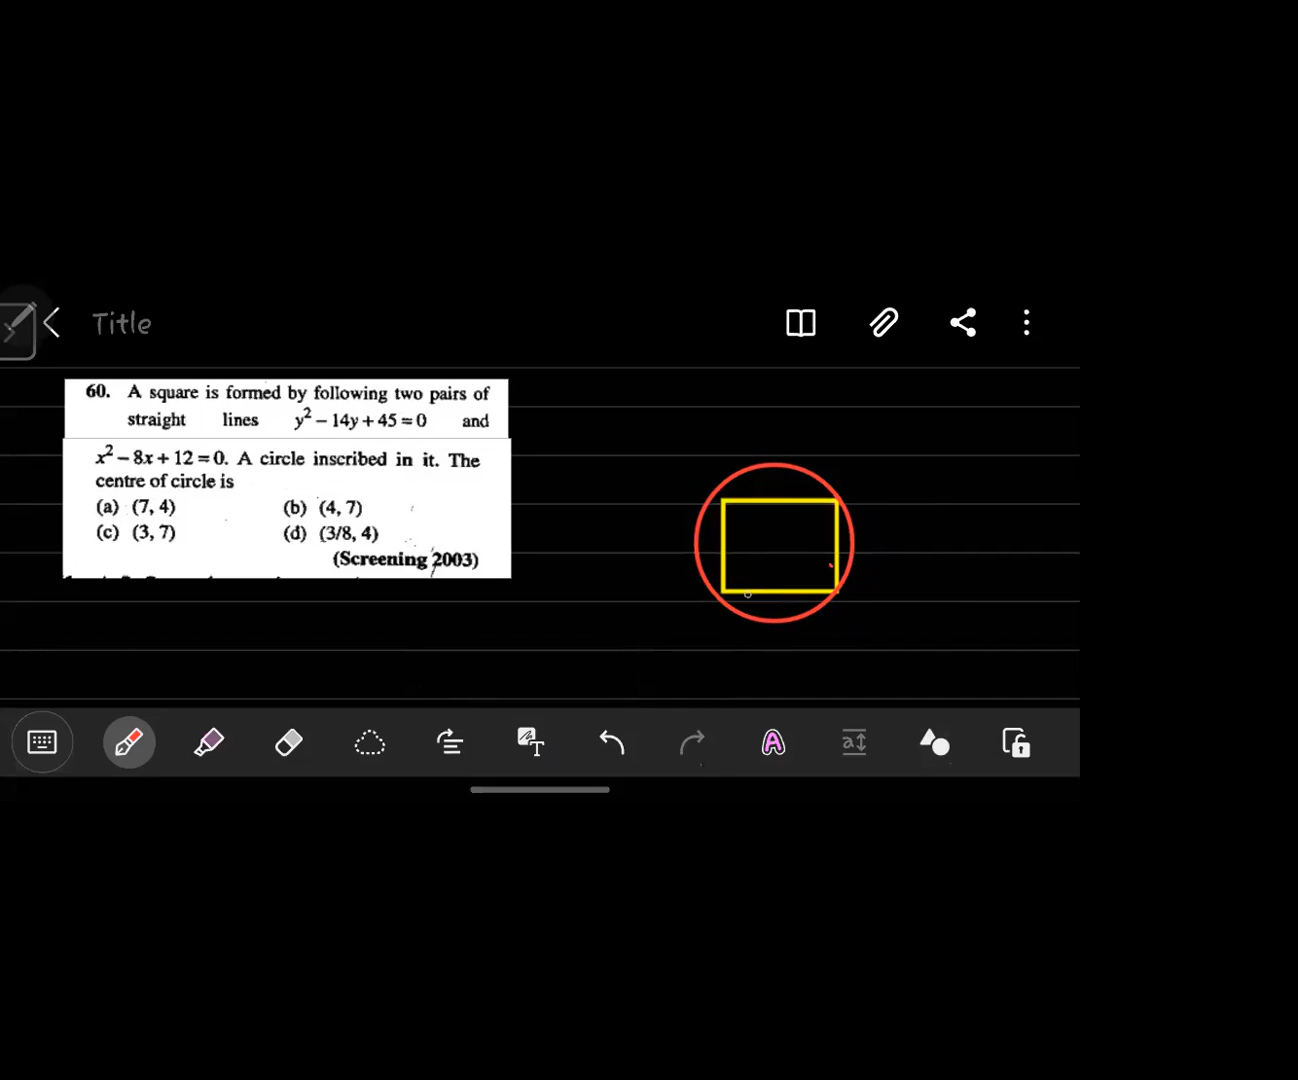 Title
60. A square is formed by following two pairs of
straight lines y² – 14y + 45 = 0 and
x² – 8x + 12 = 0. A circle inscribed in it. The
centre of circle is
(a) (7, 4) (b) (4, 7)
(c) (3, 7) (d) (3/8, 4)
(Screening 2003)
T A a